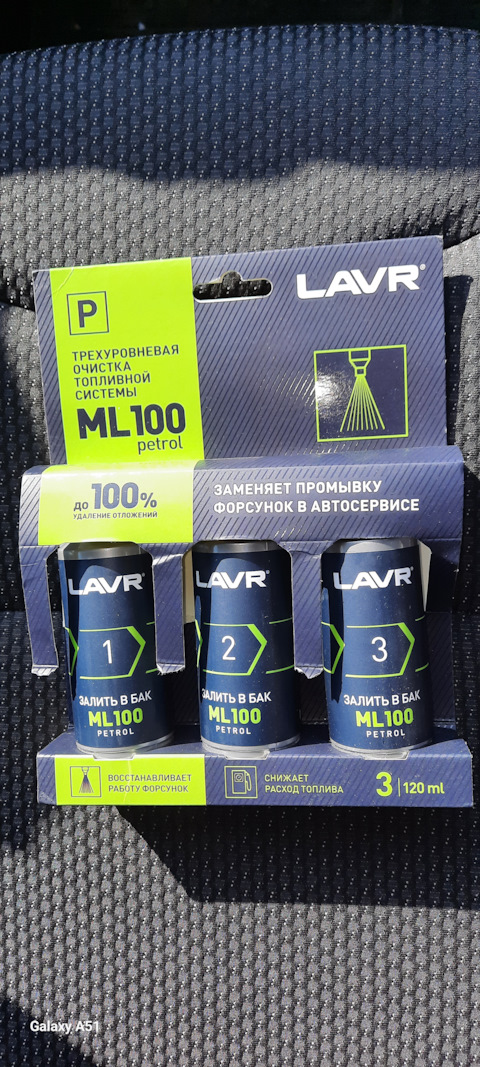 P
LAVR®
ТРЕХУРОВНЕВАЯ
ОЧИСТКА
ТОПЛИВНОЙ
СИСТЕМЫ
ML100
petrol
до 100%
УДАЛЕНИЕ ОТЛОЖЕНИЙ
ЗАМЕНЯЕТ ПРОМЫВКУ
ФОРСУНОК В АВТОСЕРВИСЕ
LAVR®
1
ЗАЛИТЬ В БАК
ML100
PETROL
LAVR®
2
ЗАЛИТЬ В БАК
ML100
PETROL
LAVR®
3
ЗАЛИТЬ В БАК
ML100
PETROL
ВОССТАНАВЛИВАЕТ
РАБОТУ ФОРСУНОК
СНИЖАЕТ
РАСХОД ТОПЛИВА
3 | 120 ml
Galaxy A51